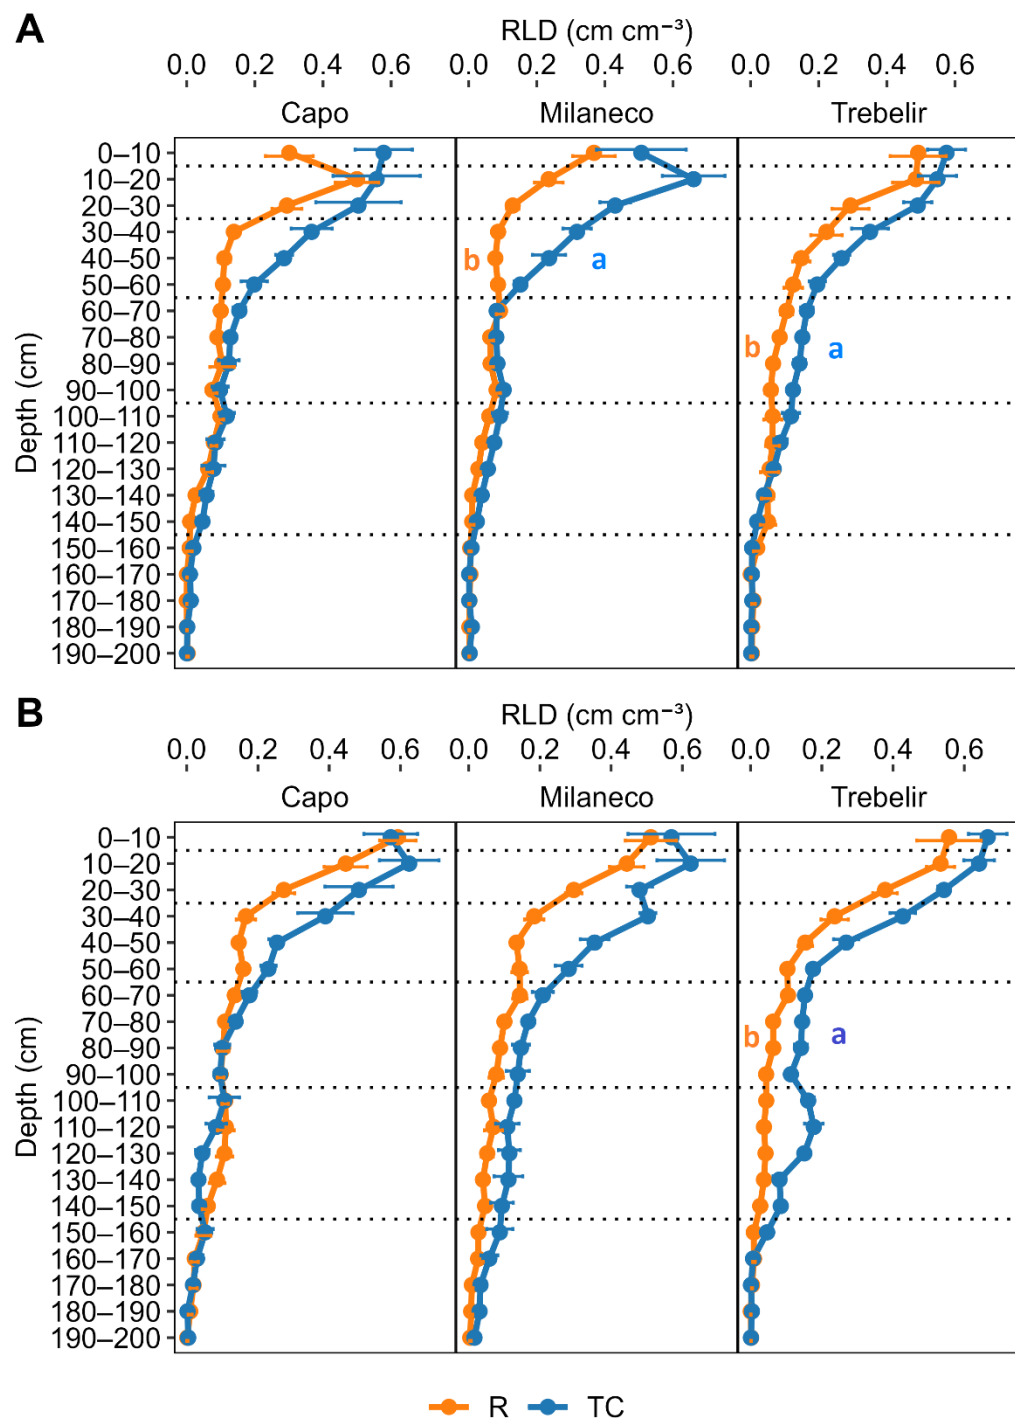 A
RLD (cm cm⁻³)
0.0 0.2 0.4 0.6 0.0 0.2 0.4 0.6 0.0 0.2 0.4 0.6
Capo Milaneco Trebelir
Depth (cm)
0–10
10–20
20–30
30–40
40–50 b a
50–60
60–70
70–80 b a
80–90
90–100
100–110
110–120
120–130
130–140
140–150
150–160
160–170
170–180
180–190
190–200
B
RLD (cm cm⁻³)
0.0 0.2 0.4 0.6 0.0 0.2 0.4 0.6 0.0 0.2 0.4 0.6
Capo Milaneco Trebelir
Depth (cm)
0–10
10–20
20–30
30–40
40–50
50–60
60–70
70–80 b a
80–90
90–100
100–110
110–120
120–130
130–140
140–150
150–160
160–170
170–180
180–190
190–200
R TC